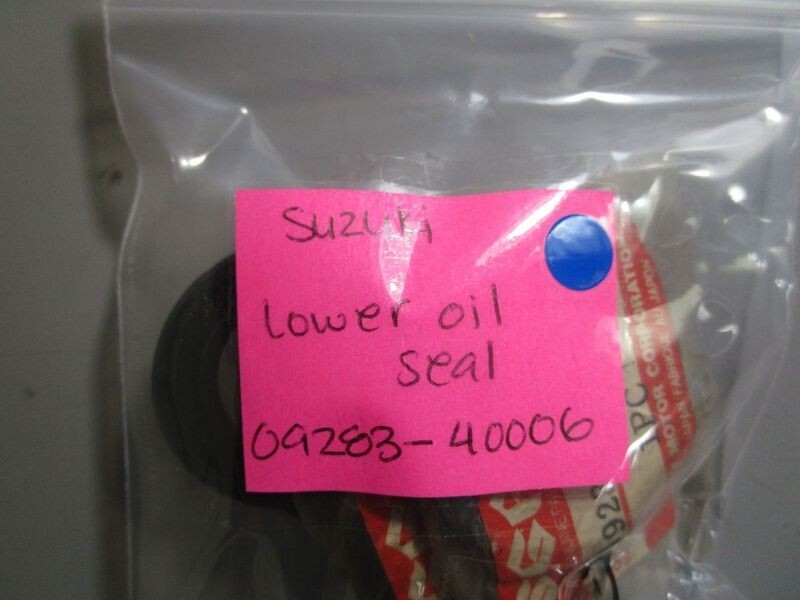 Suzuki
Lower oil
seal
09283-40006
1PC
MOTOR CORPORATION